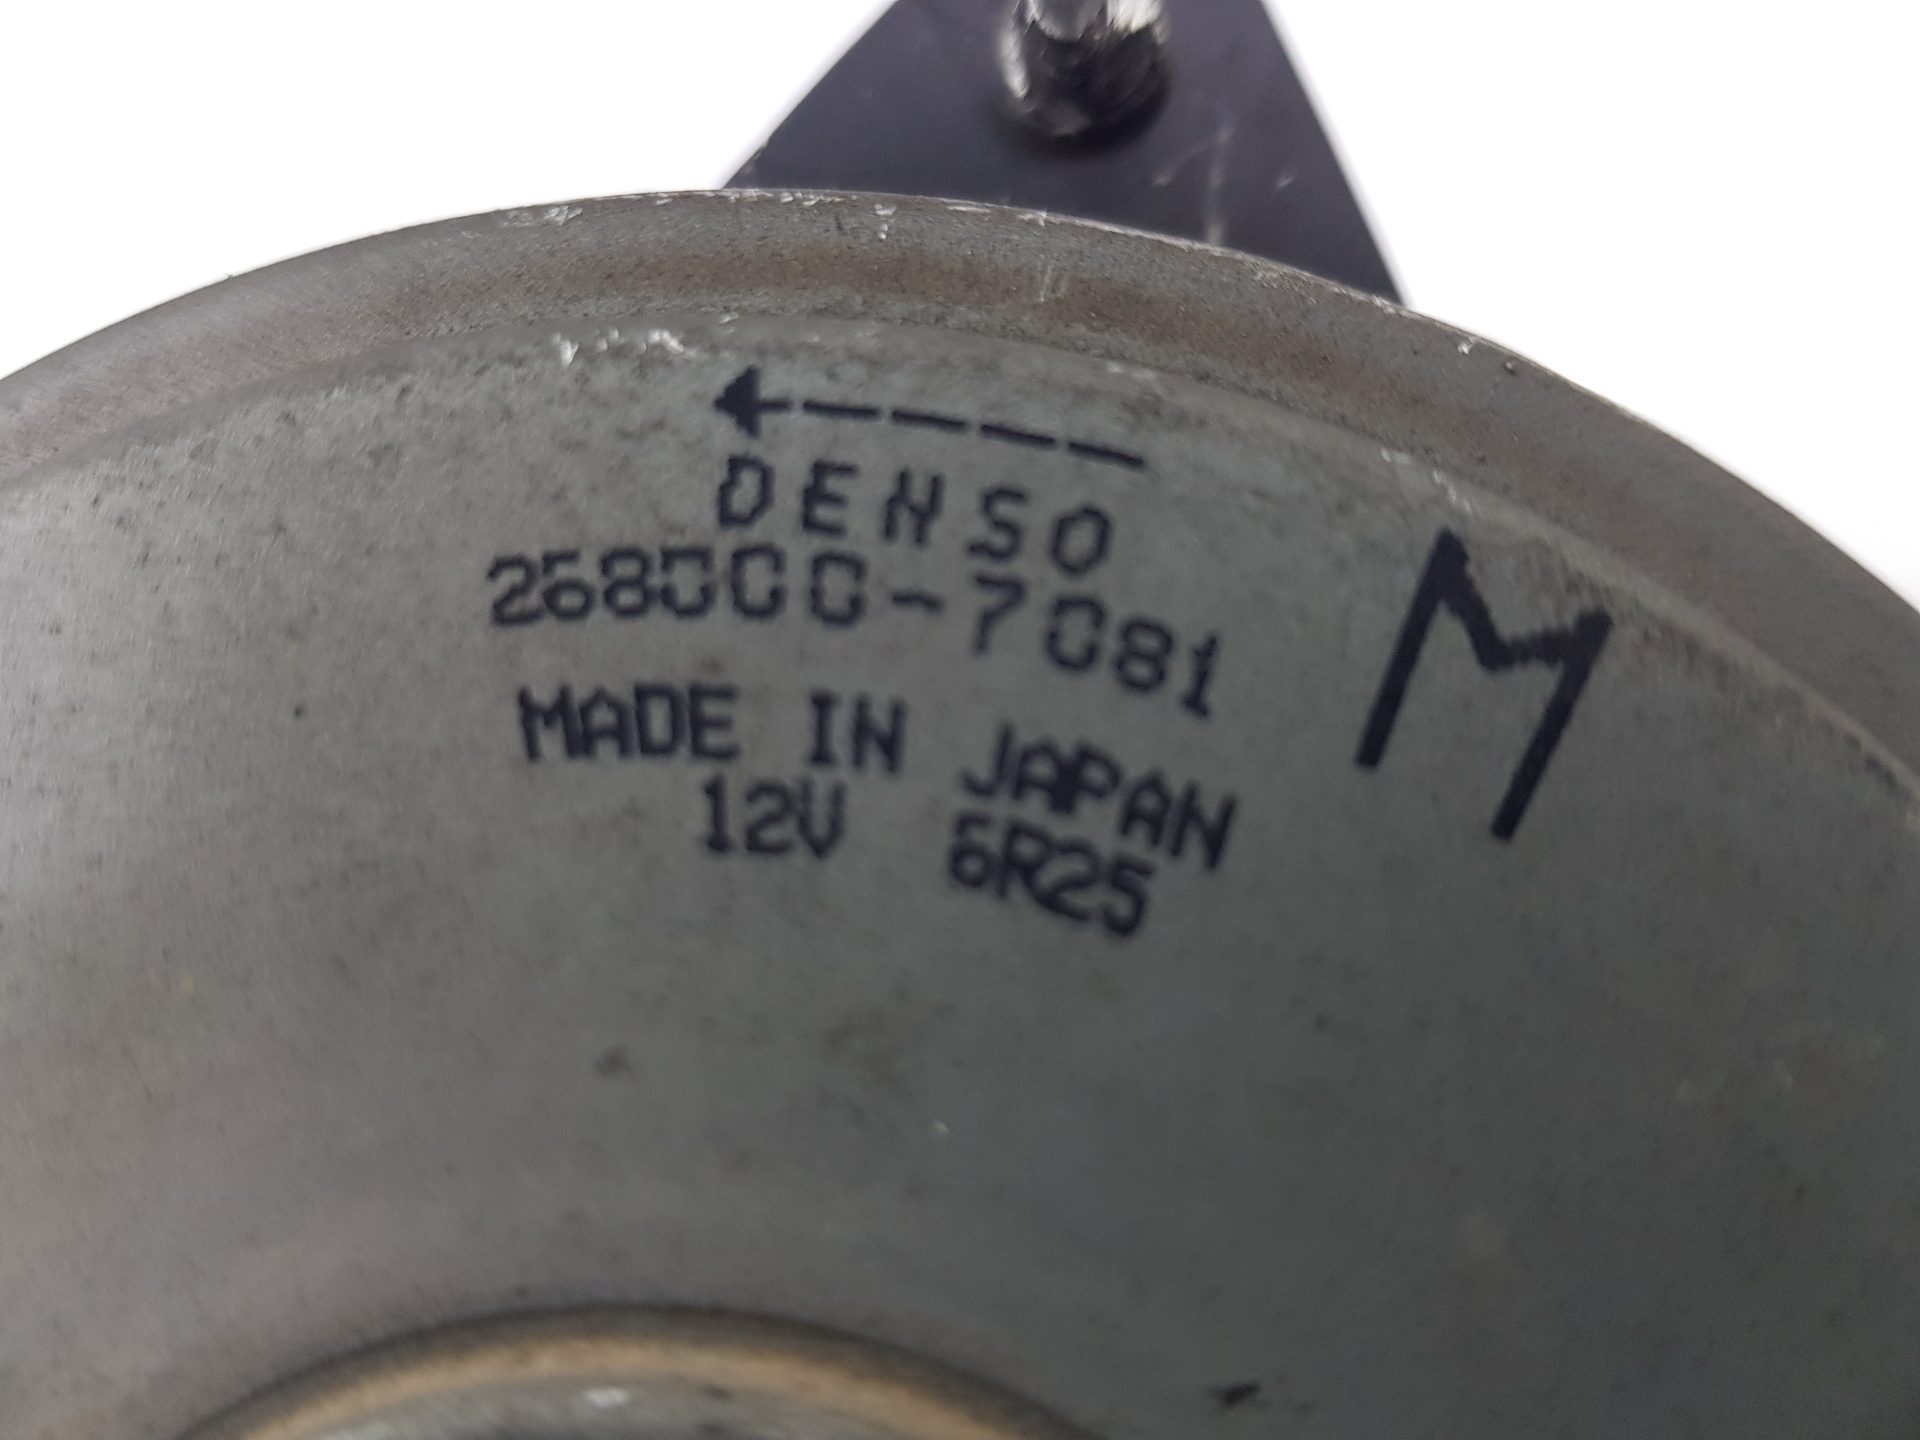 DENSO
268000-7081
M
MADE IN JAPAN
12V 6R25